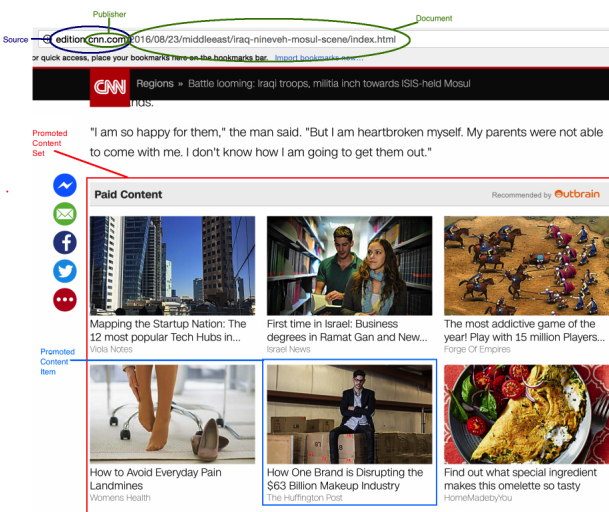 Publisher
Document
Source
edition.cnn.com/2016/08/23/middleeast/iraq-nineveh-mosul-scene/index.html
or quick access, place your bookmarks here on the bookmarks bar. Import bookmarks now...
CNN Regions » Battle looming: Iraqi troops, militia inch towards ISIS-held Mosul
nds.
"I am so happy for them," the man said. "But I am heartbroken myself. My parents were not able
to come with me. I don't know how I am going to get them out."
Promoted
Content
Set
Paid Content
Recommended by Outbrain
Mapping the Startup Nation: The
12 most popular Tech Hubs in...
Viola Notes
First time in Israel: Business
degrees in Ramat Gan and New...
Israel News
The most addictive game of the
year! Play with 15 million Players...
Forge Of Empires
Promoted
Content
Item
How to Avoid Everyday Pain
Landmines
Womens Health
How One Brand is Disrupting the
$63 Billion Makeup Industry
The Huffington Post
Find out what special ingredient
makes this omelette so tasty
HomeMadebyYou